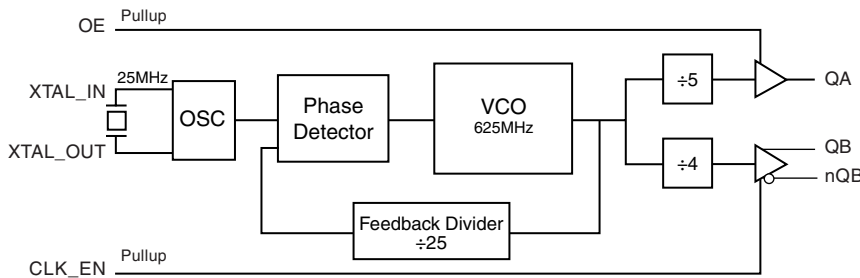 OE
Pullup
25MHz
XTAL_IN
XTAL_OUT
OSC
Phase
Detector
VCO
625MHz
÷5
QA
÷4
QB
nQB
Feedback Divider
÷25
CLK_EN
Pullup